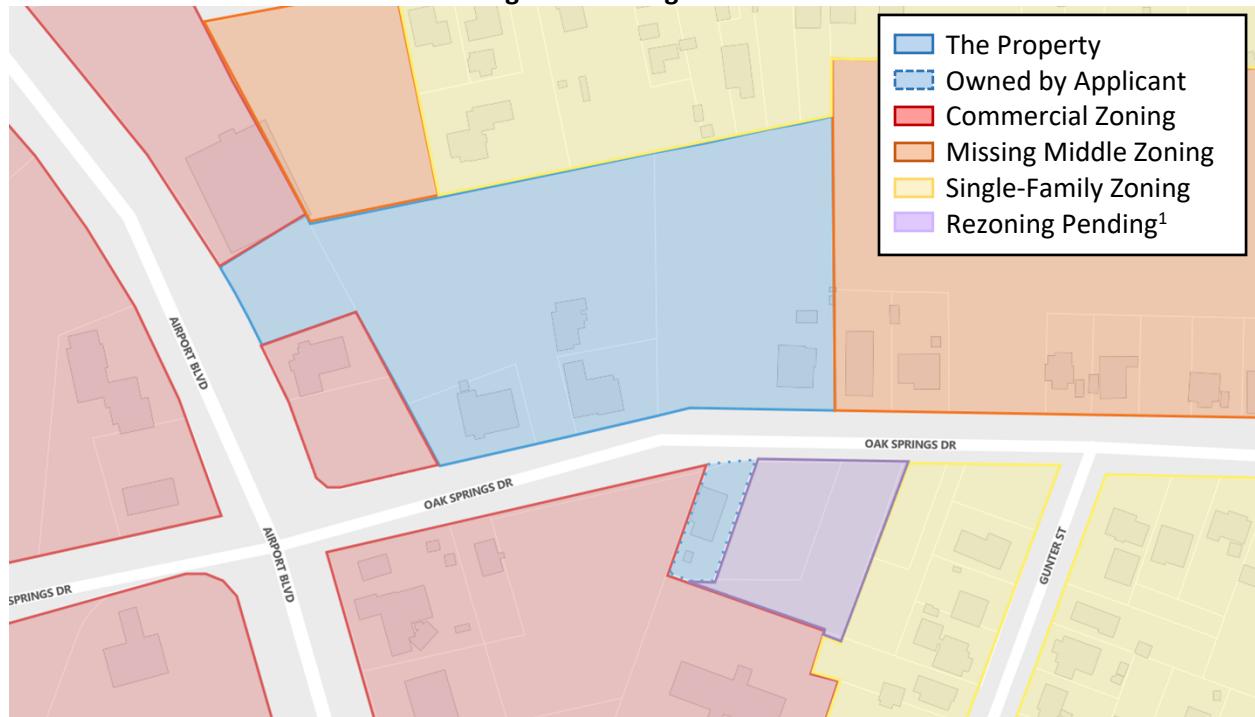 The Property
Owned by Applicant
Commercial Zoning
Missing Middle Zoning
Single-Family Zoning
Rezoning Pending1
AIRPORT BLVD
OAK SPRINGS DR
OAK SPRINGS DR
AIRPORT BLVD
GUNTER ST
SPRINGS DR